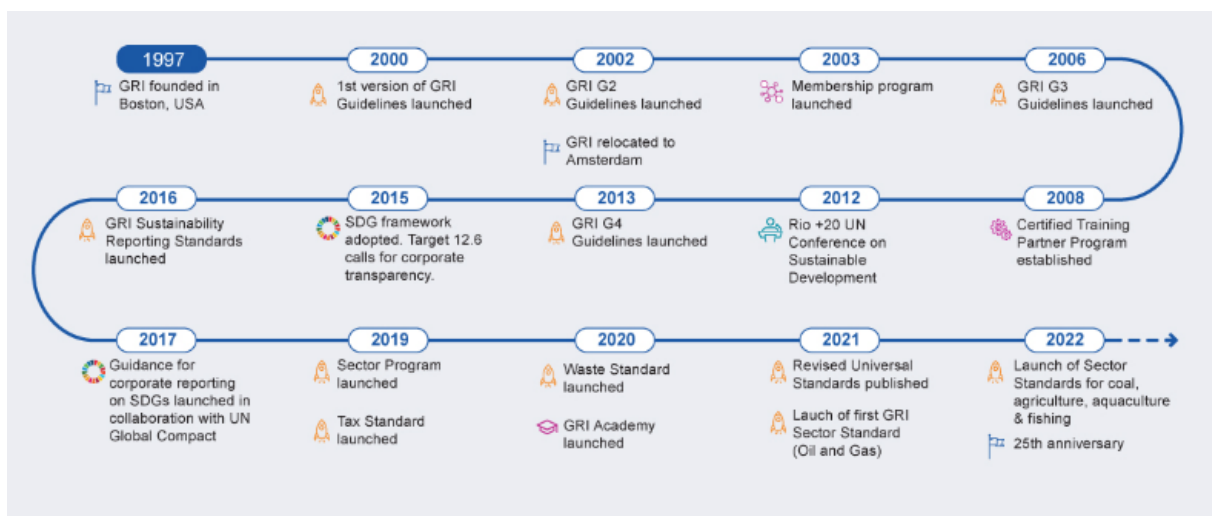 1997
GRI founded in
Boston, USA
2000
1st version of GRI
Guidelines launched
2002
GRI G2
Guidelines launched
GRI relocated to
Amsterdam
2003
Membership program
launched
2006
GRI G3
Guidelines launched
2008
Certified Training
Partner Program
established
2012
Rio +20 UN
Conference on
Sustainable
Development
2013
GRI G4
Guidelines launched
2015
SDG framework
adopted. Target 12.6
calls for corporate
transparency.
2016
GRI Sustainability
Reporting Standards
launched
2017
Guidance for
corporate reporting
on SDGs launched in
collaboration with UN
Global Compact
2019
Sector Program
launched
Tax Standard
launched
2020
Waste Standard
launched
GRI Academy
launched
2021
Revised Universal
Standards published
Lauch of first GRI
Sector Standard
(Oil and Gas)
2022
Launch of Sector
Standards for coal,
agriculture, aquaculture
& fishing
25th anniversary